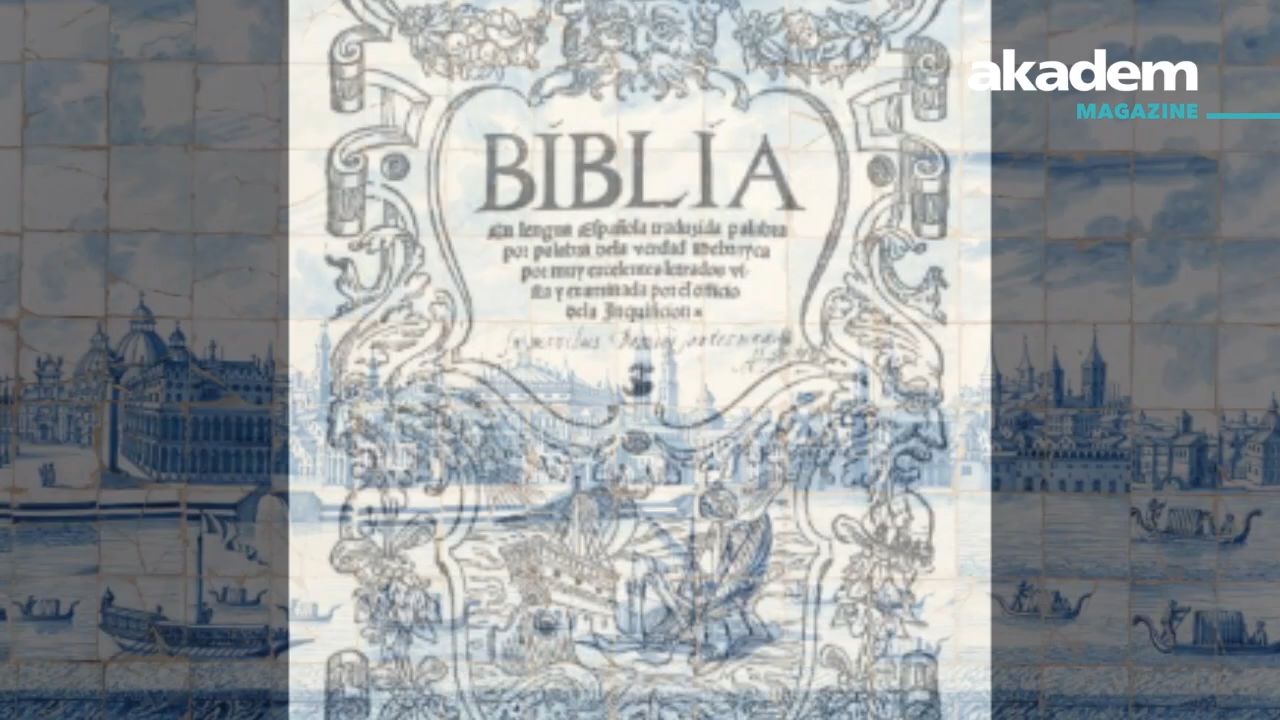 akadem
MAGAZINE
BÍBLIA
En lengua Española traduzida palabra
por palabra dela verdad Hebrayca
por muy excelentes letrados vi-
sta y examinada por el officio
dela Inquisicion